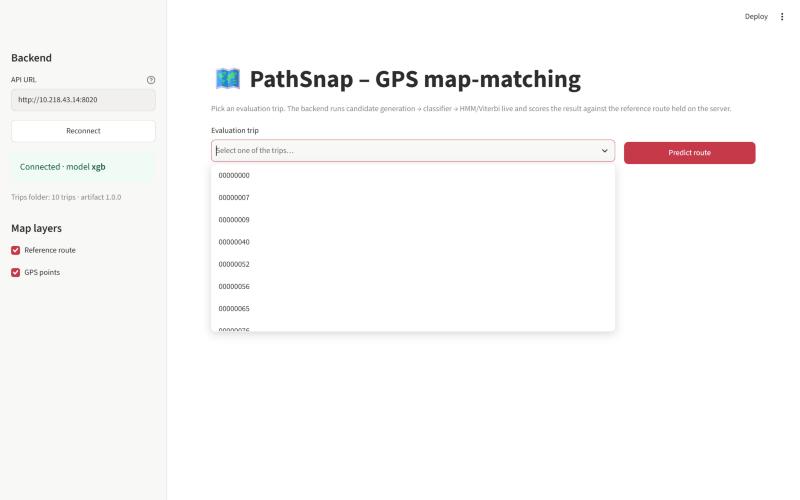 Deploy
Backend
API URL
http://10.218.43.14:8020
Reconnect
Connected · model xgb
Trips folder: 10 trips · artifact 1.0.0
Map layers
Reference route
GPS points
PathSnap – GPS map-matching
Pick an evaluation trip. The backend runs candidate generation → classifier → HMM/Viterbi live and scores the result against the reference route held on the server.
Evaluation trip
Select one of the trips...
Predict route
00000000
00000007
00000009
00000040
00000052
00000056
00000065
00000076